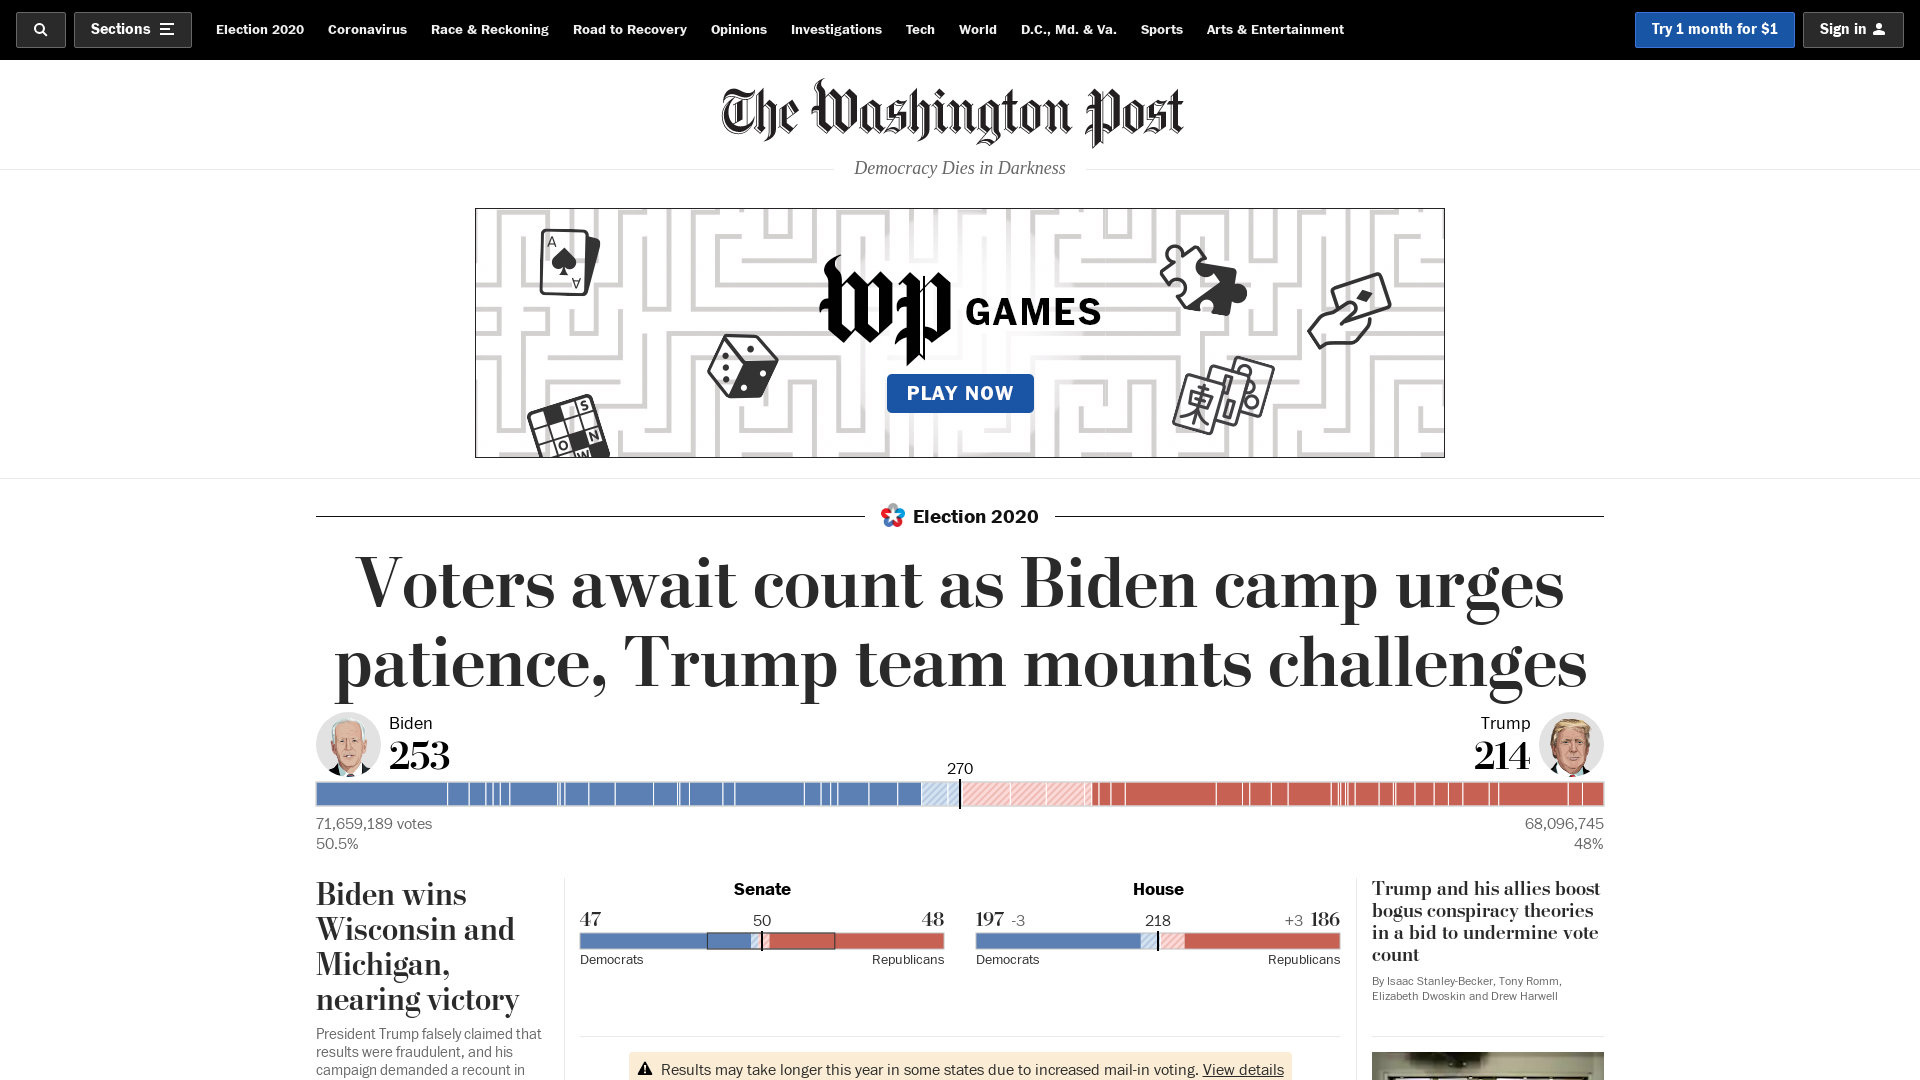 Sections
Election 2020
Coronavirus
Race & Reckoning
Road to Recovery
Opinions
Investigations
Tech
World
D.C., Md. & Va.
Sports
Arts & Entertainment
Try 1 month for $1
Sign in
The Washington Post
Democracy Dies in Darkness
A
A
wp GAMES
PLAY NOW
S
O
N
W
東
Election 2020
Voters await count as Biden camp urges
patience, Trump team mounts challenges
Biden
253
Trump
214
270
71,659,189 votes
50.5%
68,096,745
48%
Biden wins
Wisconsin and
Michigan,
nearing victory
President Trump falsely claimed that
results were fraudulent, and his
campaign demanded a recount in
Senate
47
50
48
Democrats
Republicans
House
197 -3
218
+3 186
Democrats
Republicans
Results may take longer this year in some states due to increased mail-in voting. View details
Trump and his allies boost
bogus conspiracy theories
in a bid to undermine vote
count
By Isaac Stanley-Becker, Tony Romm,
Elizabeth Dwoskin and Drew Harwell